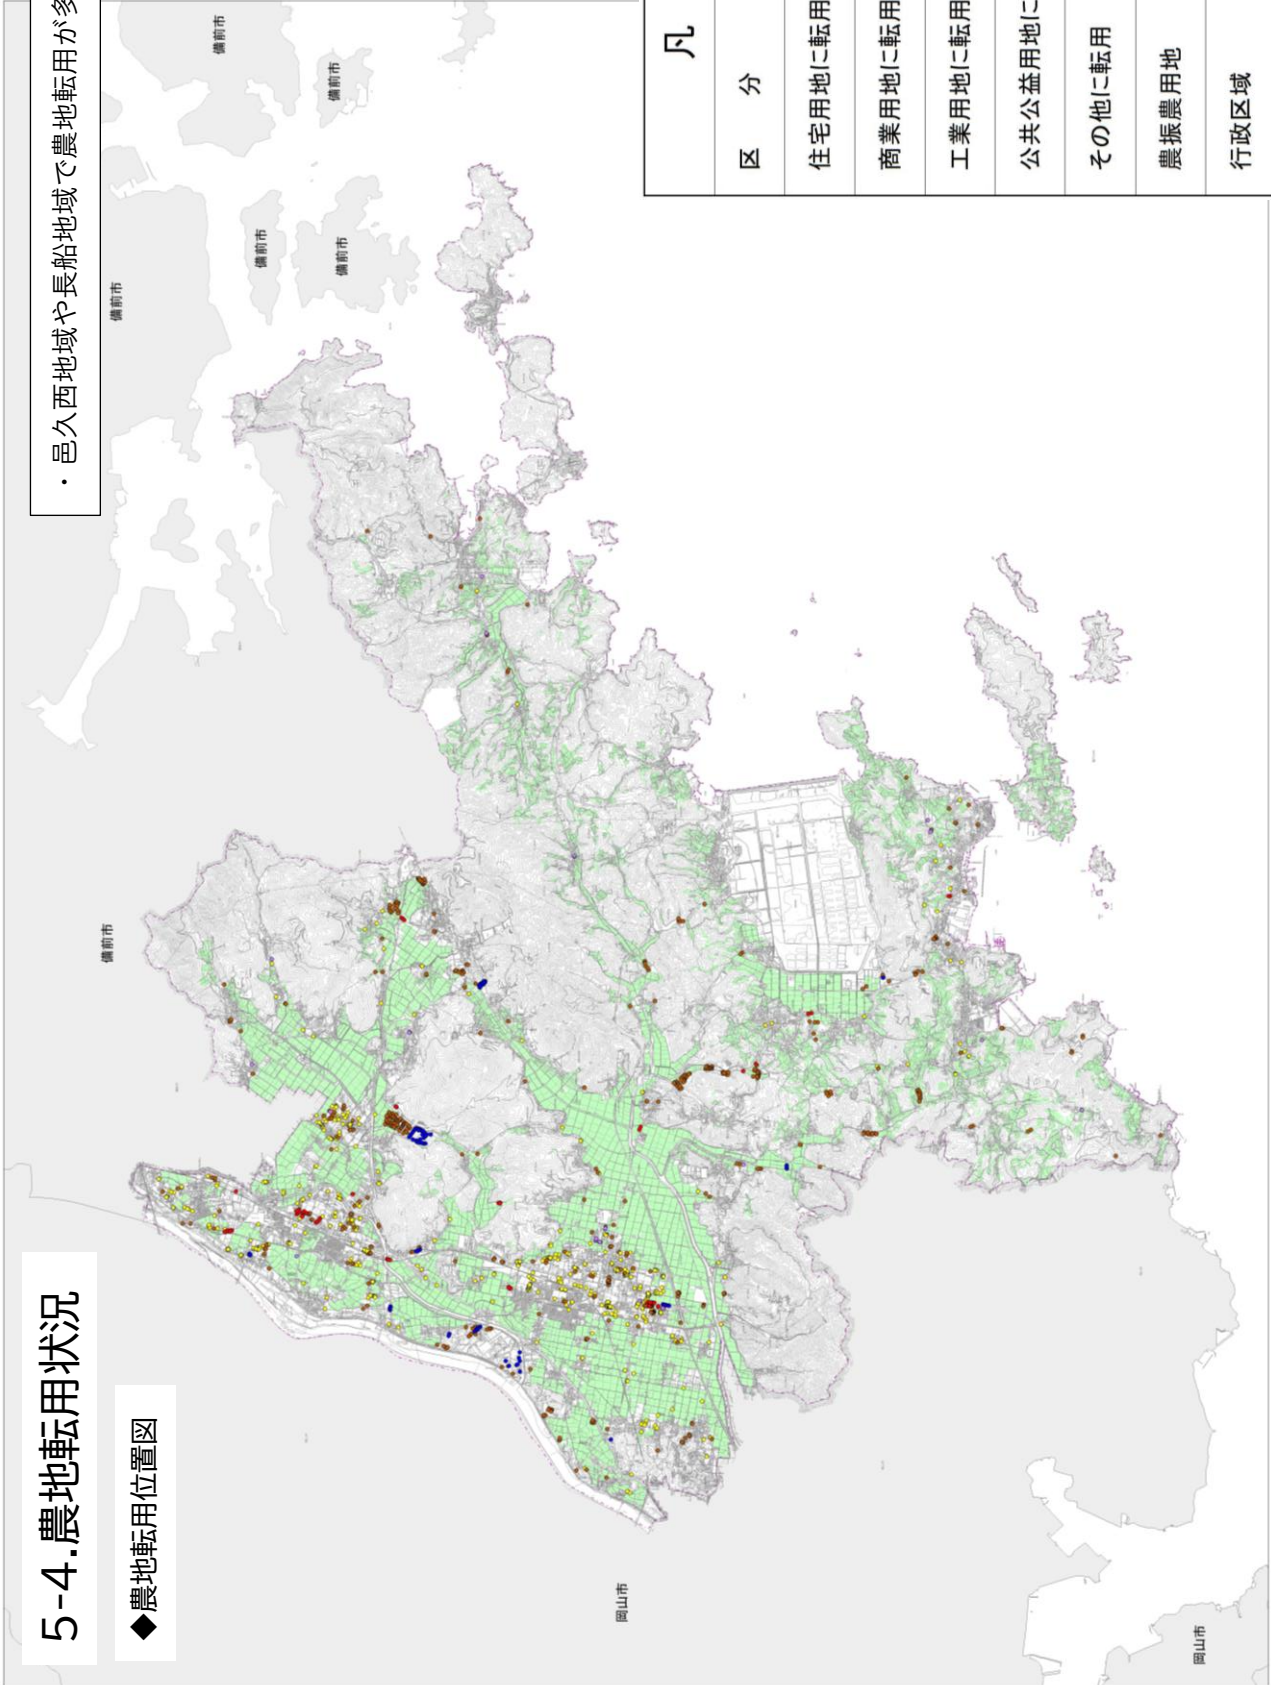 5-4.農地転用状況
◆農地転用位置図
・邑久西地域や長船地域で農地転用が多
備前市
備前市
備前市
備前市
備前市
備前市
岡山市
岡山市
凡
区 分
住宅用地に転用
商業用地に転用
工業用地に転用
公共公益用地に
その他に転用
農振農用地
行政区域